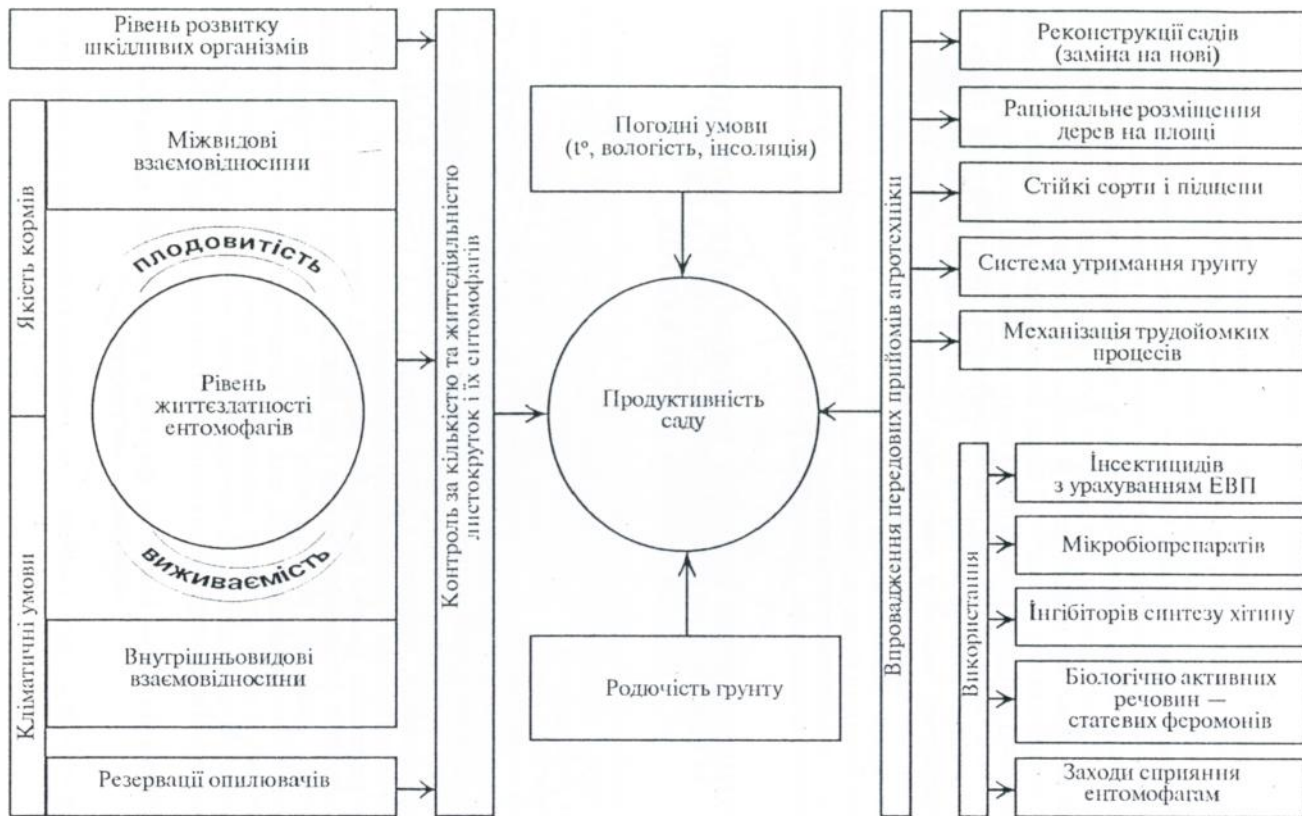 Рівень розвитку
шкідливих організмів
Якість кормів
Кліматичні умови
Міжвидові
взаємовідносини
ПЛОДОВИТІСТЬ
Рівень
життєздатності
ентомофагів
ВИЖИВАЄМІСТЬ
Внутрішньовидові
взаємовідносини
Резервації опилювачів
Контроль за кількістю та життєдіяльністю
листокруток і їх ентомофагів
Погодні умови
(t°, вологість, інсоляція)
Продуктивність
саду
Родючість грунту
Впровадження передових прийомів агротехніки
Реконструкції садів
(заміна на нові)
Раціональне розміщення
дерев на площі
Стійкі сорти і підщепи
Система утримання грунту
Механізація трудойомких
процесів
Використання
Інсектицидів
з урахуванням ЕВП
Мікробіопрепаратів
Інгібіторів синтезу хітину
Біологічно активних
речовин —
статевих феромонів
Заходи сприяння
ентомофагам